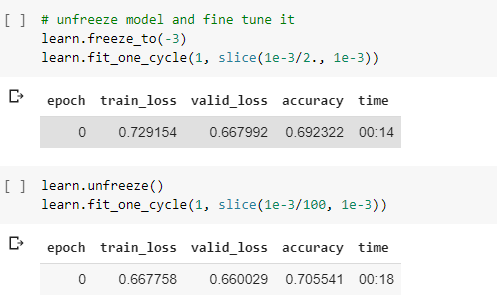 [ ] # unfreeze model and fine tune it
learn.freeze_to(-3)
learn.fit_one_cycle(1, slice(1e-3/2., 1e-3))
epoch train_loss valid_loss accuracy time
0 0.729154 0.667992 0.692322 00:14
[ ] learn.unfreeze()
learn.fit_one_cycle(1, slice(1e-3/100, 1e-3))
epoch train_loss valid_loss accuracy time
0 0.667758 0.660029 0.705541 00:18